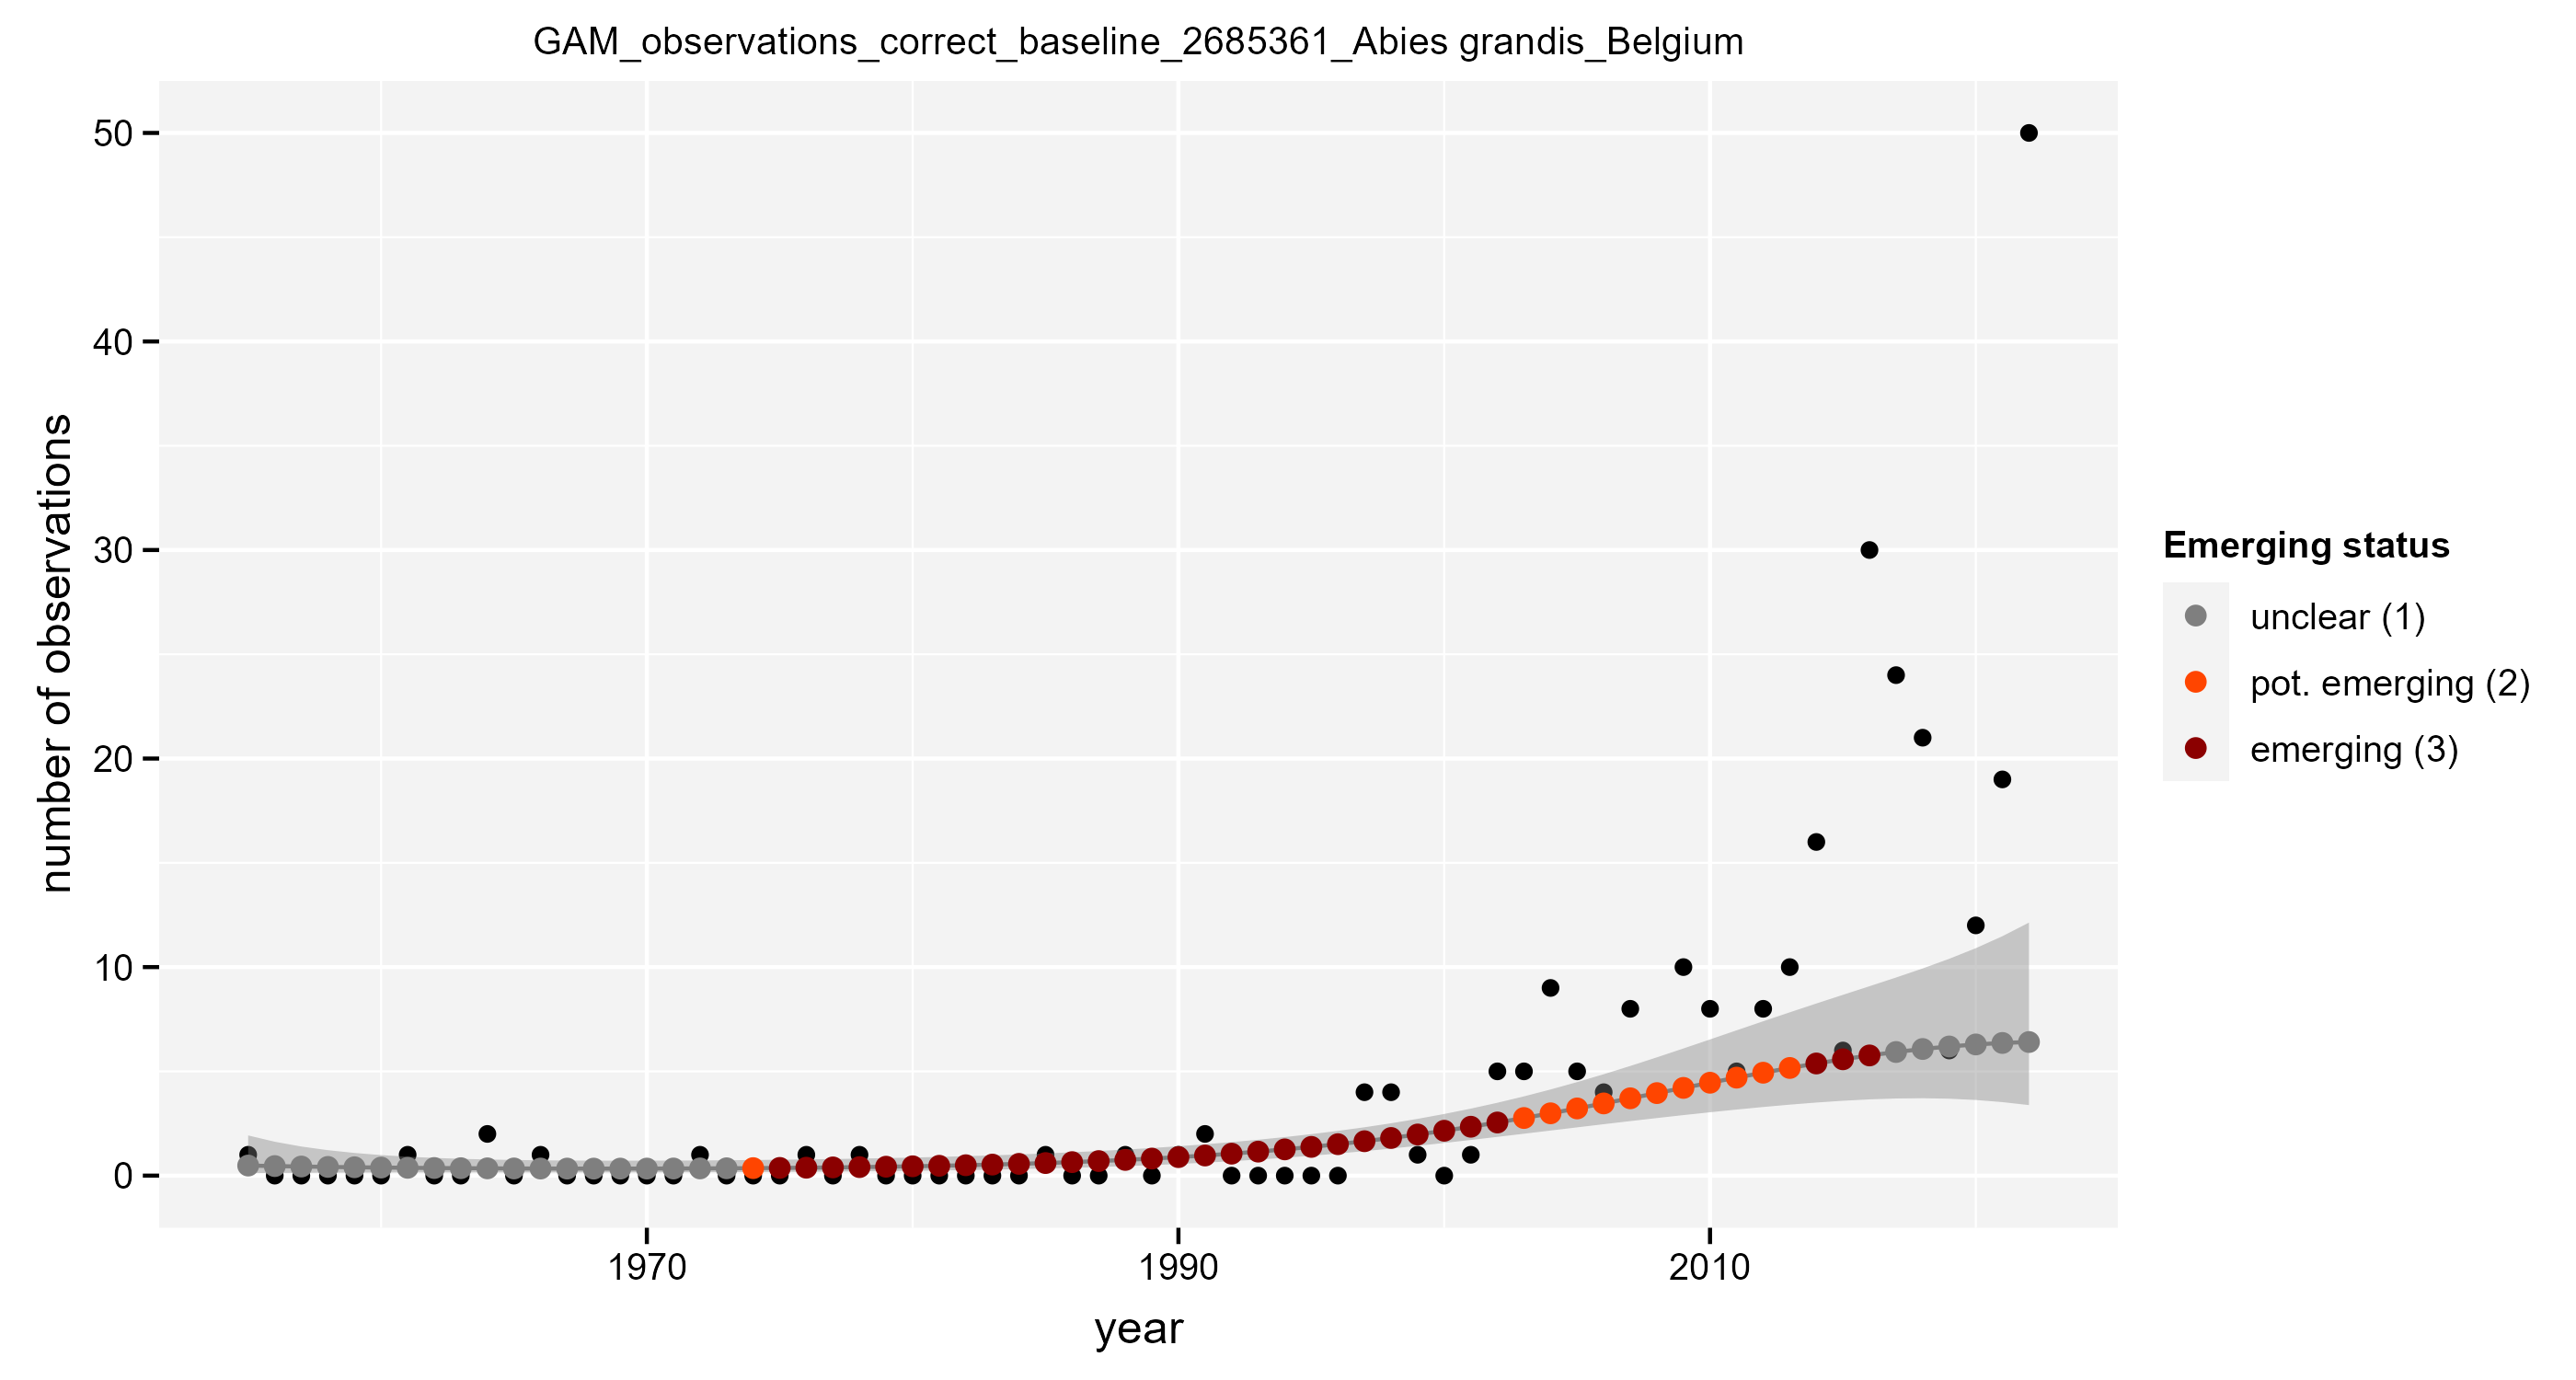 GAM_observations_correct_baseline_2685361_Abies grandis_Belgium
number of observations
50
40
30
20
10
0
1970
1990
2010
year
Emerging status
unclear (1)
pot. emerging (2)
emerging (3)